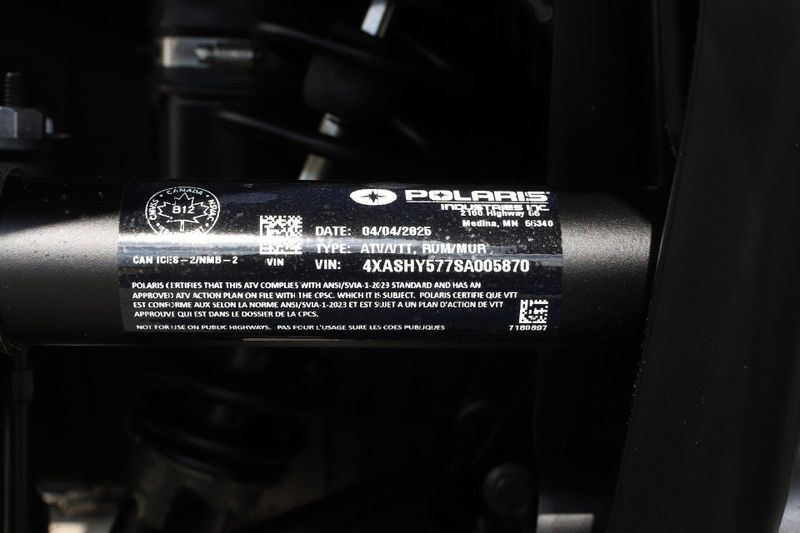 CANADA
B12
CMVSS NSVAC
CAN ICES-2/NMB-2
VIN
POLARIS
INDUSTRIES INC.
2100 Highway 55
Medina, MN 55340
DATE: 04/04/2025
TYPE: ATV/VTT, RUM/MUR
VIN: 4XASHY577SA005870
POLARIS CERTIFIES THAT THIS ATV COMPLIES WITH ANSI/SVIA-1-2023 STANDARD AND HAS AN
APPROVED ATV ACTION PLAN ON FILE WITH THE CPSC. WHICH IT IS SUBJECT. POLARIS CERTIFIE QUE VTT
EST CONFORME AUX SELON LA NORME ANSI/SVIA-1-2023 ET EST SUJET A UN PLAN D'ACTION DE VTT
APPROUVE QUI EST DANS LE DOSSIER DE LA CPCS.
NOT FOR USE ON PUBLIC HIGHWAYS. PAS POUR L'USAGE SURE LES COES PUBLIQUES
7180897